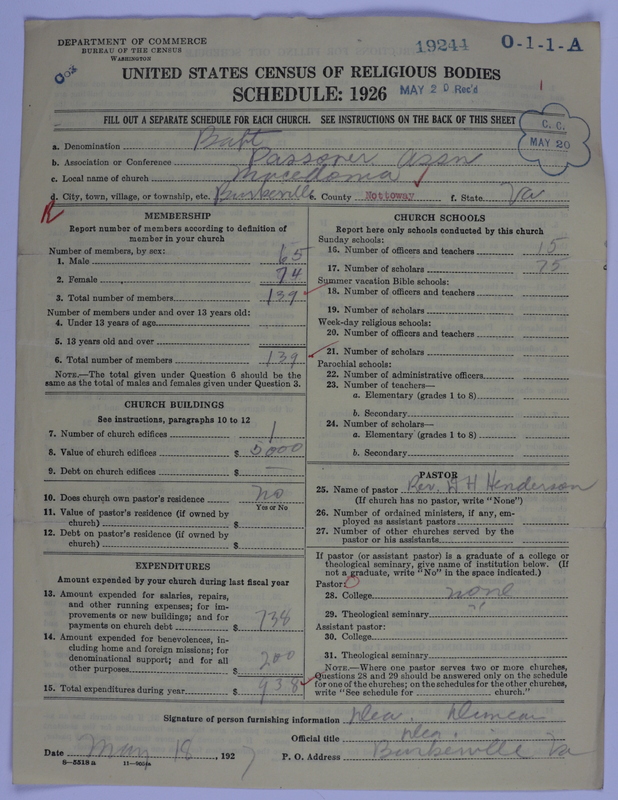 DEPARTMENT OF COMMERCE
BUREAU OF THE CENSUS
WASHINGTON
19244
O-1-1-A
UNITED STATES CENSUS OF RELIGIOUS BODIES
SCHEDULE: 1926
MAY 20 Rec'd
FILL OUT A SEPARATE SCHEDULE FOR EACH CHURCH. SEE INSTRUCTIONS ON THE BACK OF THIS SHEET
C. C.
MAY 20
a. Denomination Bapt
b. Association or Conference Passover Assn
c. Local name of church Macedonia
d. City, town, village, or township, etc. Burkeville e. County Nottoway f. State Va
R
MEMBERSHIP
Report number of members according to definition of
member in your church
Number of members, by sex:
1. Male 65
2. Female 74
3. Total number of members 139
Number of members under and over 13 years old:
4. Under 13 years of age
5. 13 years old and over
6. Total number of members 139
NOTE.—The total given under Question 6 should be the
same as the total of males and females given under Question 3.
CHURCH BUILDINGS
See instructions, paragraphs 10 to 12
7. Number of church edifices 1
8. Value of church edifices $ 5000
9. Debt on church edifices $ —
10. Does church own pastor's residence no
Yes or No
11. Value of pastor's residence (if owned by
church) $
12. Debt on pastor's residence (if owned by
church) $
EXPENDITURES
Amount expended by your church during last fiscal year
13. Amount expended for salaries, repairs,
and other running expenses; for im-
provements or new buildings; and for
payments on church debt $ 738
14. Amount expended for benevolences, in-
cluding home and foreign missions; for
denominational support; and for all
other purposes $ 200
15. Total expenditures during year $ 938
CHURCH SCHOOLS
Report here only schools conducted by this church
Sunday schools:
16. Number of officers and teachers 15
17. Number of scholars 75
Summer vacation Bible schools:
18. Number of officers and teachers
19. Number of scholars
Week-day religious schools:
20. Number of officers and teachers
21. Number of scholars
Parochial schools:
22. Number of administrative officers
23. Number of teachers—
a. Elementary (grades 1 to 8)
b. Secondary
24. Number of scholars—
a. Elementary (grades 1 to 8)
b. Secondary
PASTOR
25. Name of pastor Rev. H H Henderson
(If church has no pastor, write "None")
26. Number of ordained ministers, if any, em-
ployed as assistant pastors
27. Number of other churches served by the
pastor or his assistants
If pastor (or assistant pastor) is a graduate of a college or
theological seminary, give name of institution below. (If
not a graduate, write "No" in the space indicated.)
Pastor:
28. College none
29. Theological seminary "
Assistant pastor:
30. College
31. Theological seminary
NOTE.—Where one pastor serves two or more churches,
Questions 28 and 29 should be answered only on the schedule
for one of the churches; on the schedules for the other churches,
write "See schedule for church."
Signature of person furnishing information Dea.
Official title Dea.
Date May 18, 1927 P. O. Address Burkeville Va
8—5518 a